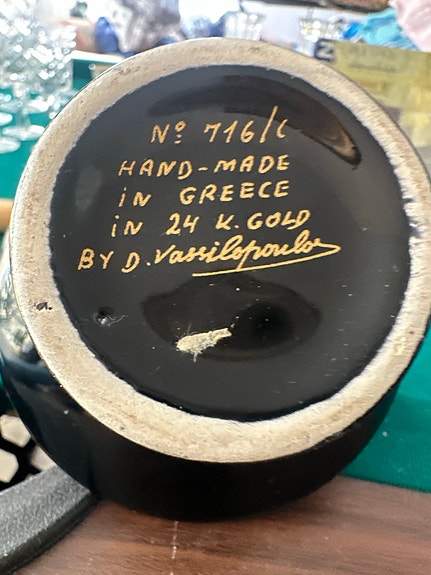 Nº 716/C
HAND-MADE
iN GREECE
iN 24 K. GOLD
BY D. Vassilopoulos